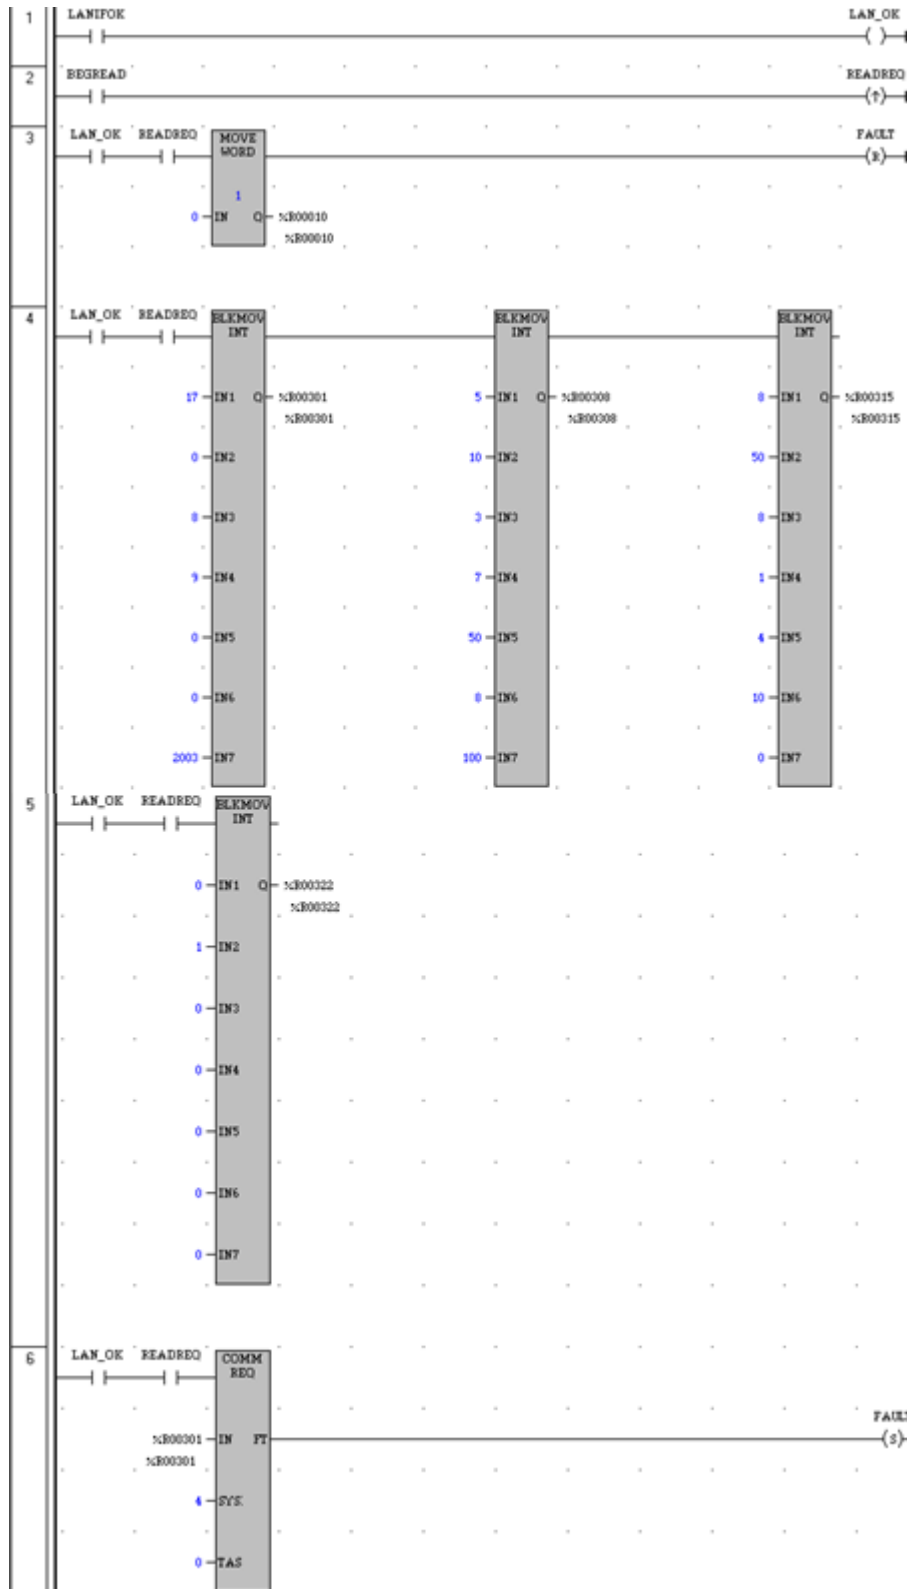 1 LANIFOK LAN_OK
2 BEGREAD READREQ
(↑)
3 LAN_OK READREQ MOVE WORD FAULT
(R)
1
0 IN Q %R00010
%R00010
4 LAN_OK READREQ BLKMOV INT BLKMOV INT BLKMOV INT
17 IN1 Q %R00301 5 IN1 Q %R00308 8 IN1 Q %R00315
%R00301 %R00308 %R00315
0 IN2 10 IN2 50 IN2
8 IN3 3 IN3 8 IN3
9 IN4 7 IN4 1 IN4
0 IN5 50 IN5 4 IN5
0 IN6 8 IN6 10 IN6
2003 IN7 100 IN7 0 IN7
5 LAN_OK READREQ BLKMOV INT
0 IN1 Q %R00322
%R00322
1 IN2
0 IN3
0 IN4
0 IN5
0 IN6
0 IN7
6 LAN_OK READREQ COMM REQ
FAULT
%R00301 IN FT (S)
%R00301
4 SYS
0 TAS